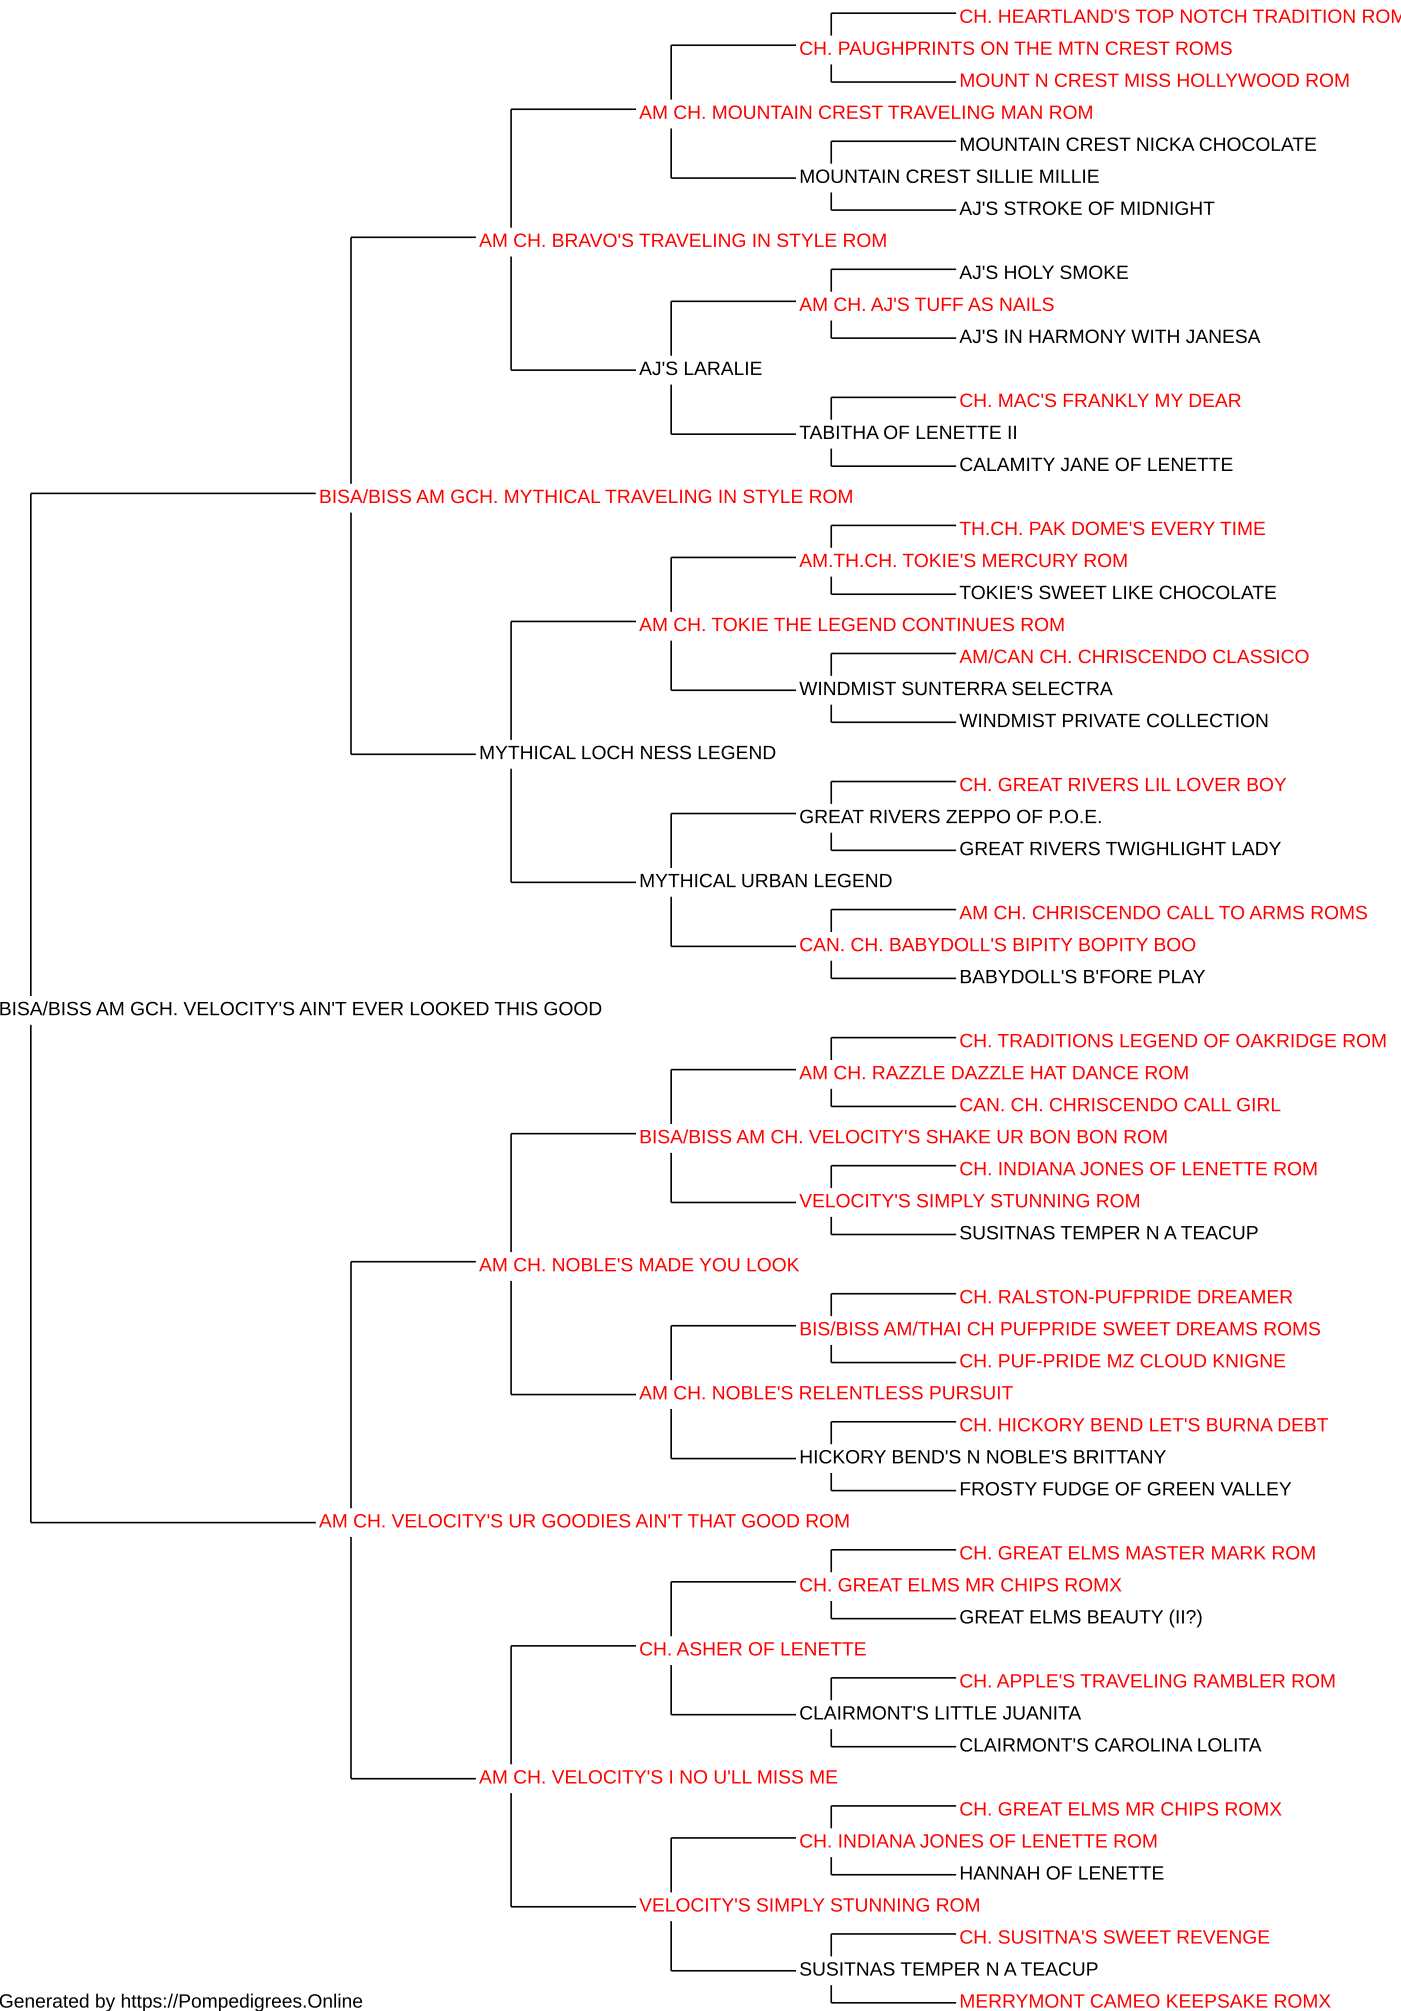 CH. HEARTLAND'S TOP NOTCH TRADITION ROM
CH. PAUGHPRINTS ON THE MTN CREST ROMS
MOUNT N CREST MISS HOLLYWOOD ROM
AM CH. MOUNTAIN CREST TRAVELING MAN ROM
MOUNTAIN CREST NICKA CHOCOLATE
MOUNTAIN CREST SILLIE MILLIE
AJ'S STROKE OF MIDNIGHT
AM CH. BRAVO'S TRAVELING IN STYLE ROM
AJ'S HOLY SMOKE
AM CH. AJ'S TUFF AS NAILS
AJ'S IN HARMONY WITH JANESA
AJ'S LARALIE
CH. MAC'S FRANKLY MY DEAR
TABITHA OF LENETTE II
CALAMITY JANE OF LENETTE
BISA/BISS AM GCH. MYTHICAL TRAVELING IN STYLE ROM
TH.CH. PAK DOME'S EVERY TIME
AM.TH.CH. TOKIE'S MERCURY ROM
TOKIE'S SWEET LIKE CHOCOLATE
AM CH. TOKIE THE LEGEND CONTINUES ROM
AM/CAN CH. CHRISCENDO CLASSICO
WINDMIST SUNTERRA SELECTRA
WINDMIST PRIVATE COLLECTION
MYTHICAL LOCH NESS LEGEND
CH. GREAT RIVERS LIL LOVER BOY
GREAT RIVERS ZEPPO OF P.O.E.
GREAT RIVERS TWIGHLIGHT LADY
MYTHICAL URBAN LEGEND
AM CH. CHRISCENDO CALL TO ARMS ROMS
CAN. CH. BABYDOLL'S BIPITY BOPITY BOO
BABYDOLL'S B'FORE PLAY
BISA/BISS AM GCH. VELOCITY'S AIN'T EVER LOOKED THIS GOOD
CH. TRADITIONS LEGEND OF OAKRIDGE ROM
AM CH. RAZZLE DAZZLE HAT DANCE ROM
CAN. CH. CHRISCENDO CALL GIRL
BISA/BISS AM CH. VELOCITY'S SHAKE UR BON BON ROM
CH. INDIANA JONES OF LENETTE ROM
VELOCITY'S SIMPLY STUNNING ROM
SUSITNAS TEMPER N A TEACUP
AM CH. NOBLE'S MADE YOU LOOK
CH. RALSTON-PUFPRIDE DREAMER
BIS/BISS AM/THAI CH PUFPRIDE SWEET DREAMS ROMS
CH. PUF-PRIDE MZ CLOUD KNIGNE
AM CH. NOBLE'S RELENTLESS PURSUIT
CH. HICKORY BEND LET'S BURNA DEBT
HICKORY BEND'S N NOBLE'S BRITTANY
FROSTY FUDGE OF GREEN VALLEY
AM CH. VELOCITY'S UR GOODIES AIN'T THAT GOOD ROM
CH. GREAT ELMS MASTER MARK ROM
CH. GREAT ELMS MR CHIPS ROMX
GREAT ELMS BEAUTY (II?)
CH. ASHER OF LENETTE
CH. APPLE'S TRAVELING RAMBLER ROM
CLAIRMONT'S LITTLE JUANITA
CLAIRMONT'S CAROLINA LOLITA
AM CH. VELOCITY'S I NO U'LL MISS ME
CH. GREAT ELMS MR CHIPS ROMX
CH. INDIANA JONES OF LENETTE ROM
HANNAH OF LENETTE
VELOCITY'S SIMPLY STUNNING ROM
CH. SUSITNA'S SWEET REVENGE
SUSITNAS TEMPER N A TEACUP
MERRYMONT CAMEO KEEPSAKE ROMX
Generated by https://Pompedigrees.Online